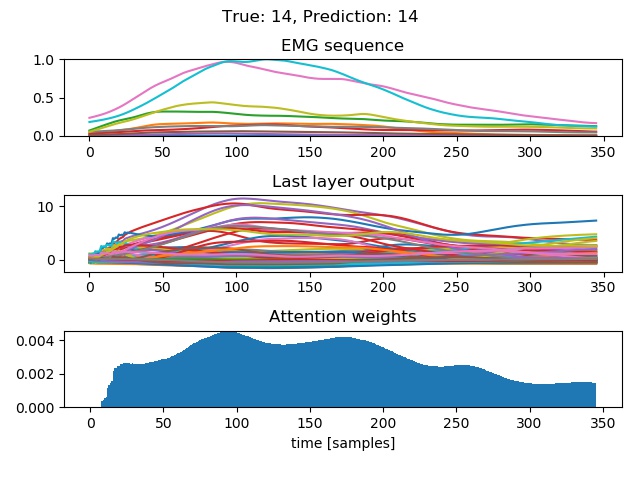 True: 14, Prediction: 14
EMG sequence
1.0
0.5
0.0
0 50 100 150 200 250 300 350
Last layer output
10
0
0 50 100 150 200 250 300 350
Attention weights
0.004
0.002
0.000
0 50 100 150 200 250 300 350
time [samples]